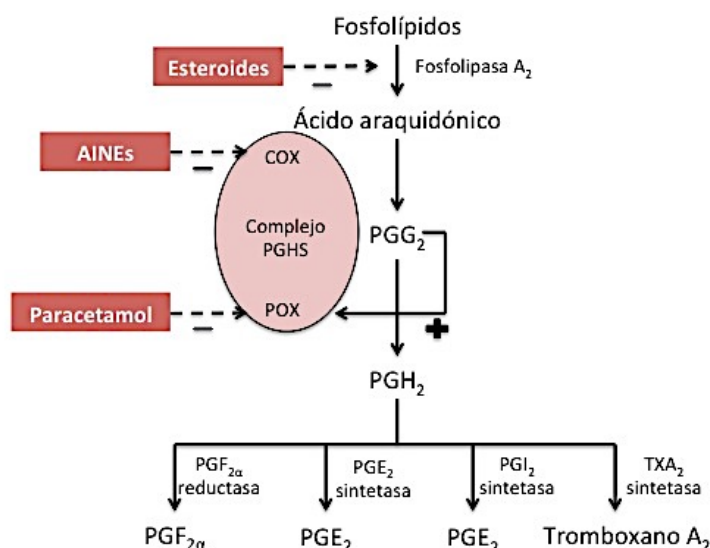 Fosfolípidos
Esteroides
–
Fosfolipasa A₂
Ácido araquidónico
AINEs
–
COX
Complejo
PGHS
PGG₂
Paracetamol
–
POX
+
PGH₂
PGF₂α
reductasa
PGE₂
sintetasa
PGI₂
sintetasa
TXA₂
sintetasa
PGF₂α
PGE₂
PGE₂
Tromboxano A₂